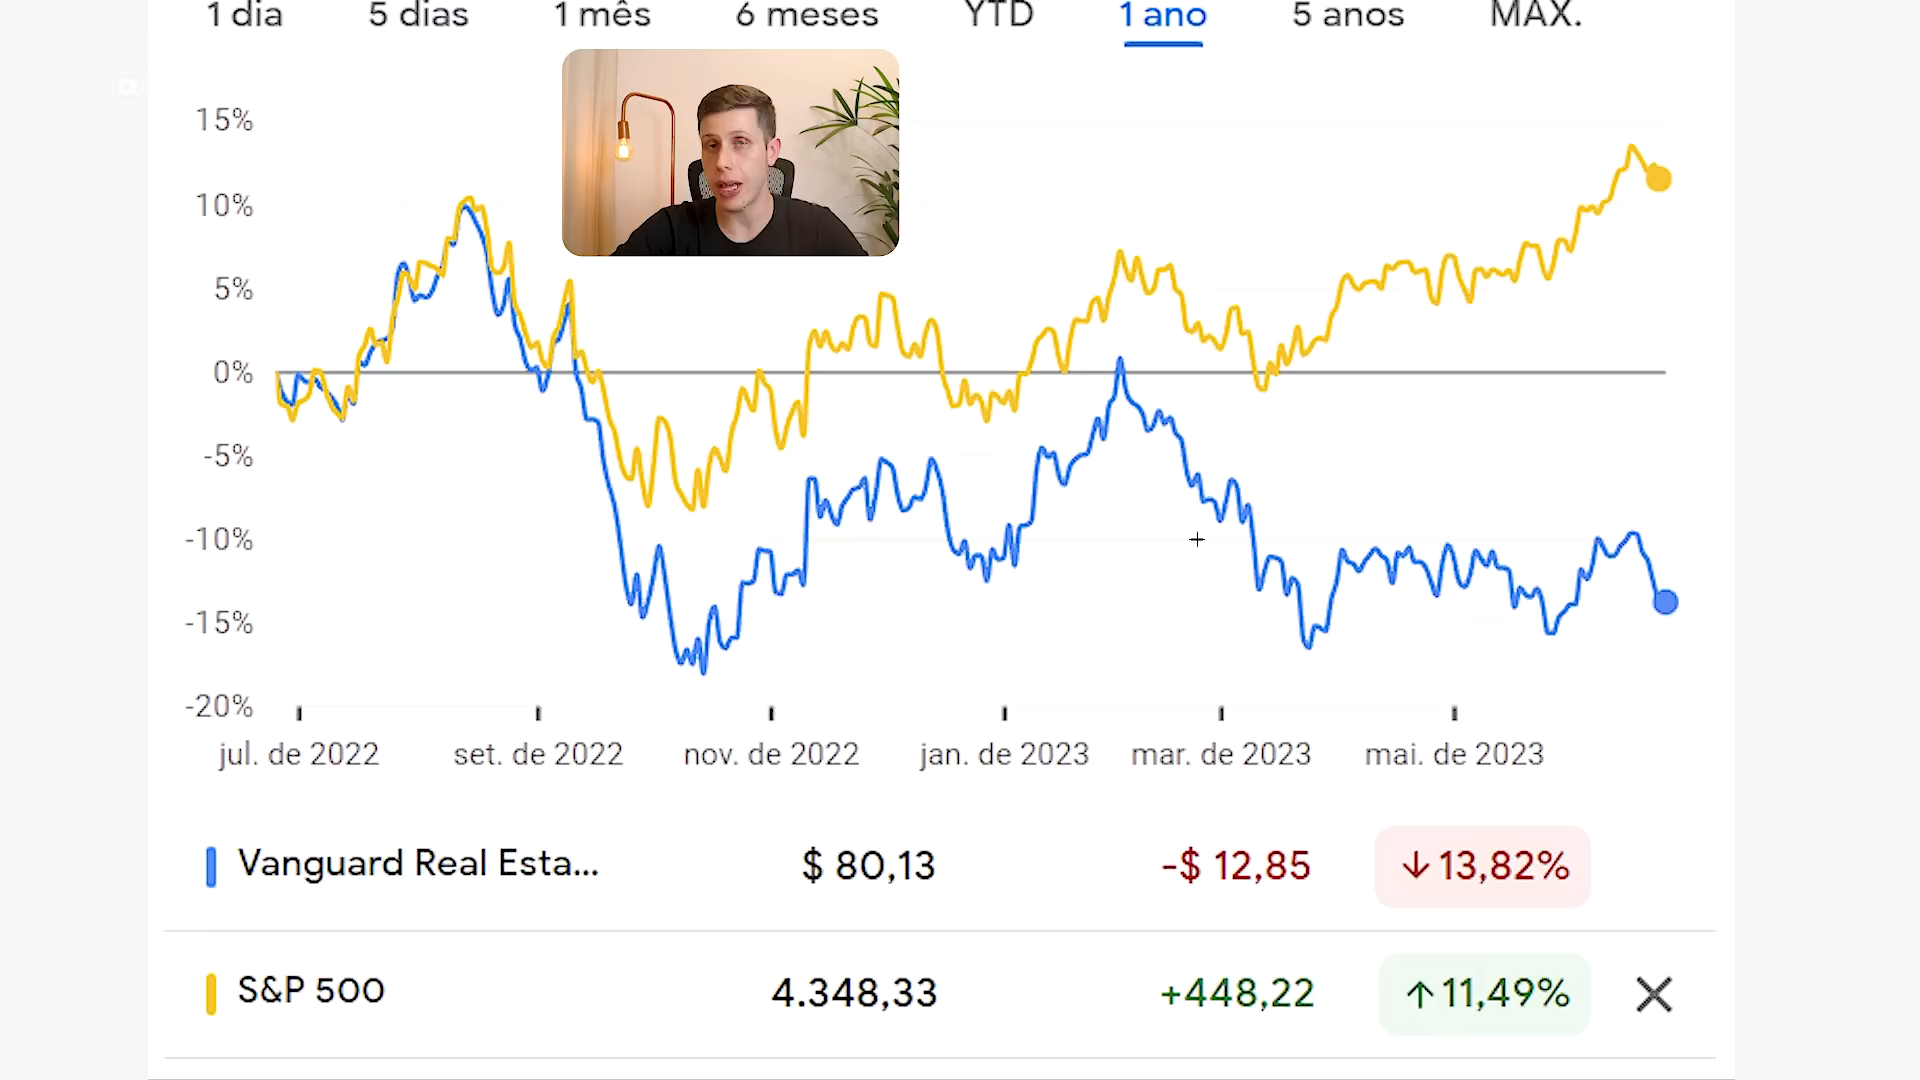 1 dia 5 dias 1 mês 6 meses YTD 1 ano 5 anos MÁX.
@
15%
10%
5%
0%
-5%
-10%
-15%
-20%
jul. de 2022 set. de 2022 nov. de 2022 jan. de 2023 mar. de 2023 mai. de 2023
Vanguard Real Esta... $ 80,13 -$ 12,85 ↓ 13,82%
S&P 500 4.348,33 +448,22 ↑ 11,49%